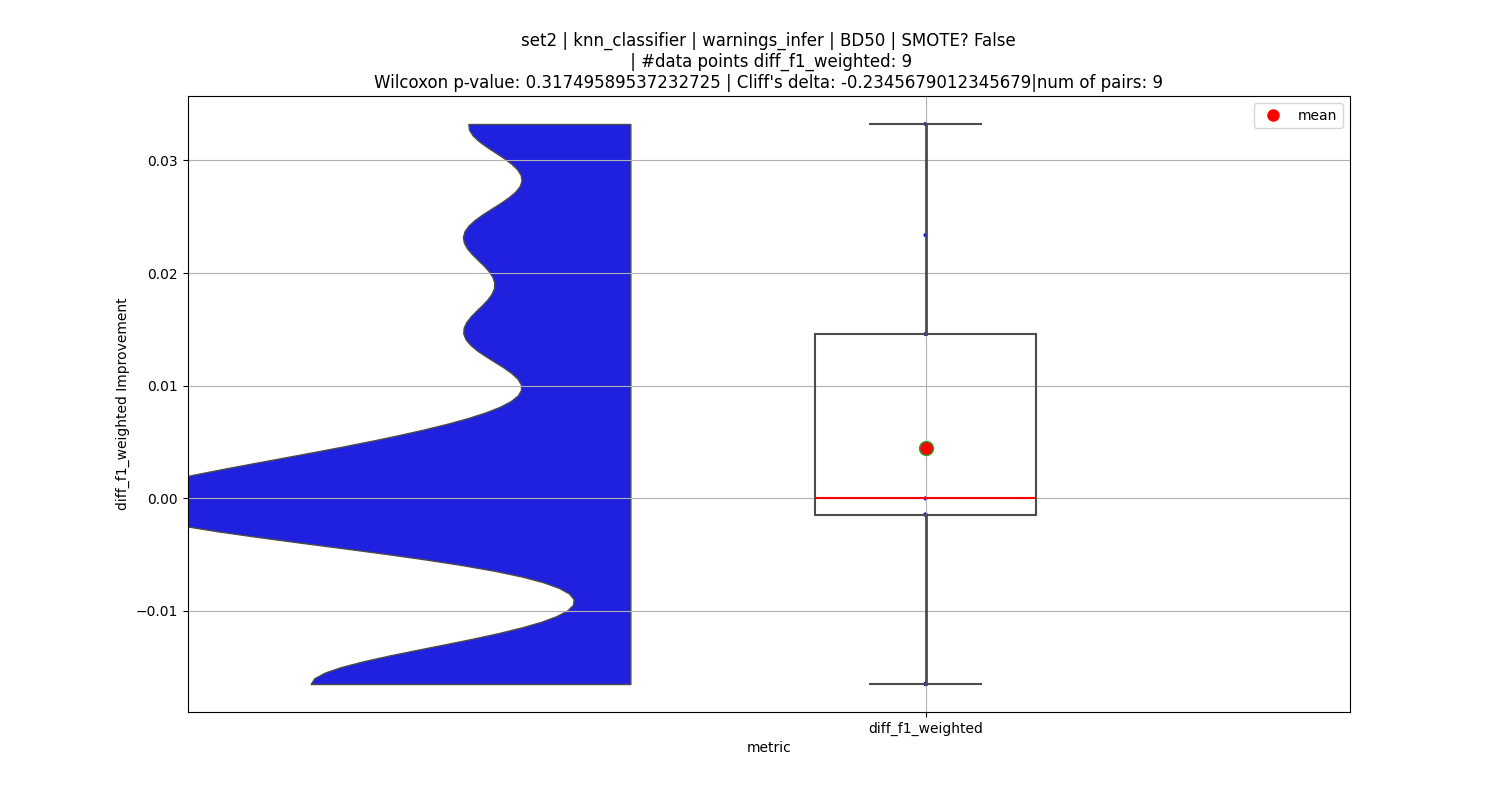 set2 | knn_classifier | warnings_infer | BD50 | SMOTE? False
| #data points diff_f1_weighted: 9
Wilcoxon p-value: 0.31749589537232725 | Cliff's delta: -0.2345679012345679|num of pairs: 9
mean
0.03
0.02
0.01
0.00
−0.01
diff_f1_weighted Improvement
diff_f1_weighted
metric